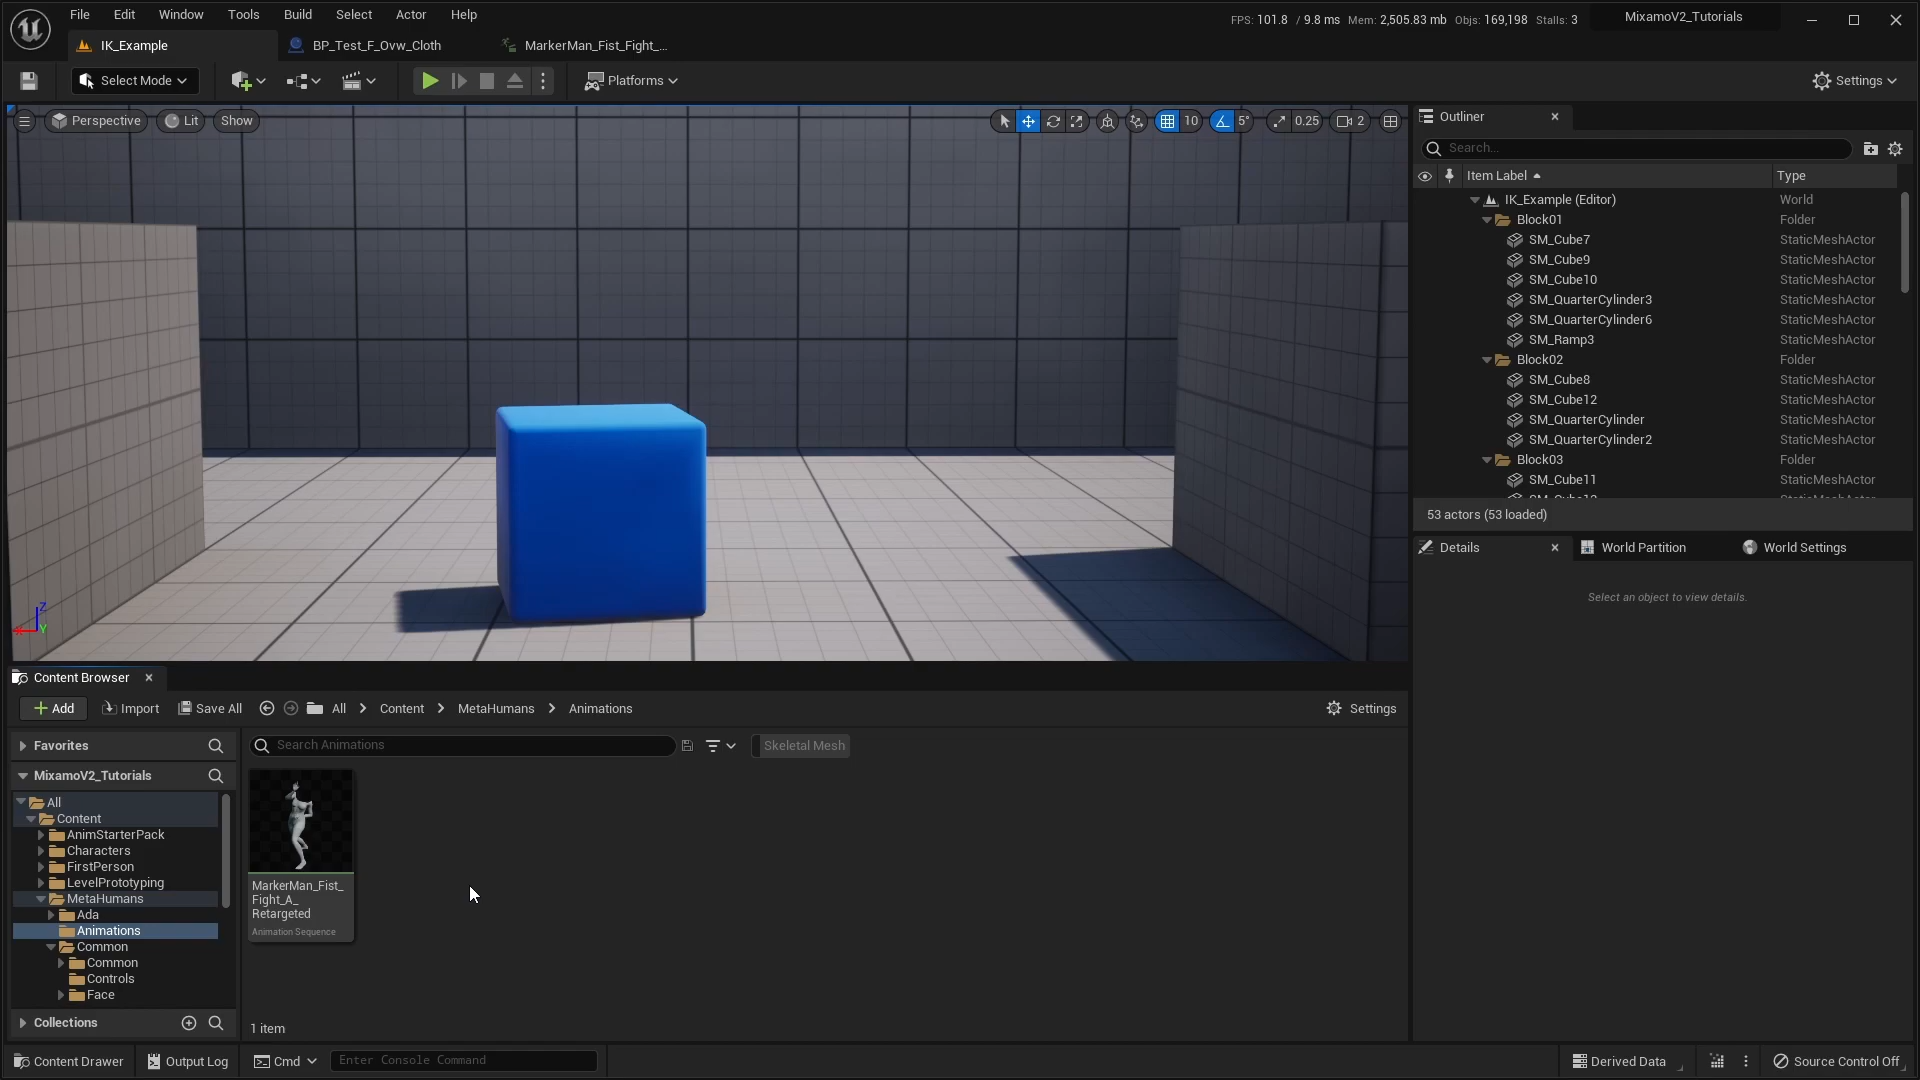 File Edit Window Tools Build Select Actor Help
FPS: 101.8 / 9.8 ms Mem: 2,505.83 mb Objs: 169,198 Stalls: 3
MixamoV2_Tutorials
IK_Example
BP_Test_F_Ovw_Cloth
MarkerMan_Fist_Fight_...
Select Mode
Platforms
Settings
Perspective
Lit
Show
10
5°
0.25
2
Outliner
Search...
Item Label Type
IK_Example (Editor) World
Block01 Folder
SM_Cube7 StaticMeshActor
SM_Cube9 StaticMeshActor
SM_Cube10 StaticMeshActor
SM_QuarterCylinder3 StaticMeshActor
SM_QuarterCylinder6 StaticMeshActor
SM_Ramp3 StaticMeshActor
Block02 Folder
SM_Cube8 StaticMeshActor
SM_Cube12 StaticMeshActor
SM_QuarterCylinder StaticMeshActor
SM_QuarterCylinder2 StaticMeshActor
Block03 Folder
SM_Cube11 StaticMeshActor
53 actors (53 loaded)
Details
World Partition
World Settings
Select an object to view details.
Z
X
Y
Content Browser
Add
Import
Save All
All > Content > MetaHumans > Animations
Settings
Favorites
MixamoV2_Tutorials
All
Content
AnimStarterPack
Characters
FirstPerson
LevelPrototyping
MetaHumans
Ada
Animations
Common
Common
Controls
Face
Collections
Search Animations
Skeletal Mesh
MarkerMan_Fist_
Fight_A_
Retargeted
Animation Sequence
1 item
Content Drawer
Output Log
Cmd
Enter Console Command
Derived Data
Source Control Off